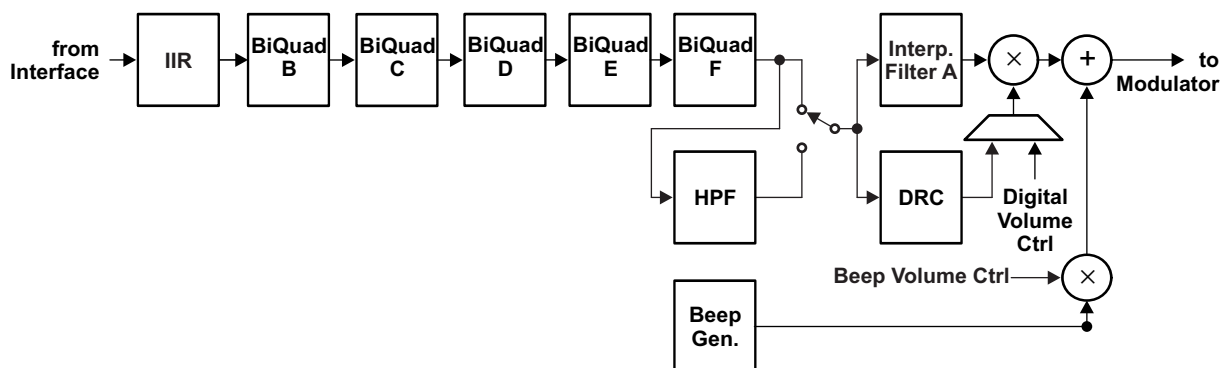 from
Interface
IIR
BiQuad
B
BiQuad
C
BiQuad
D
BiQuad
E
BiQuad
F
Interp.
Filter A
×
+
to
Modulator
HPF
DRC
Digital
Volume
Ctrl
Beep Volume Ctrl
×
Beep
Gen.